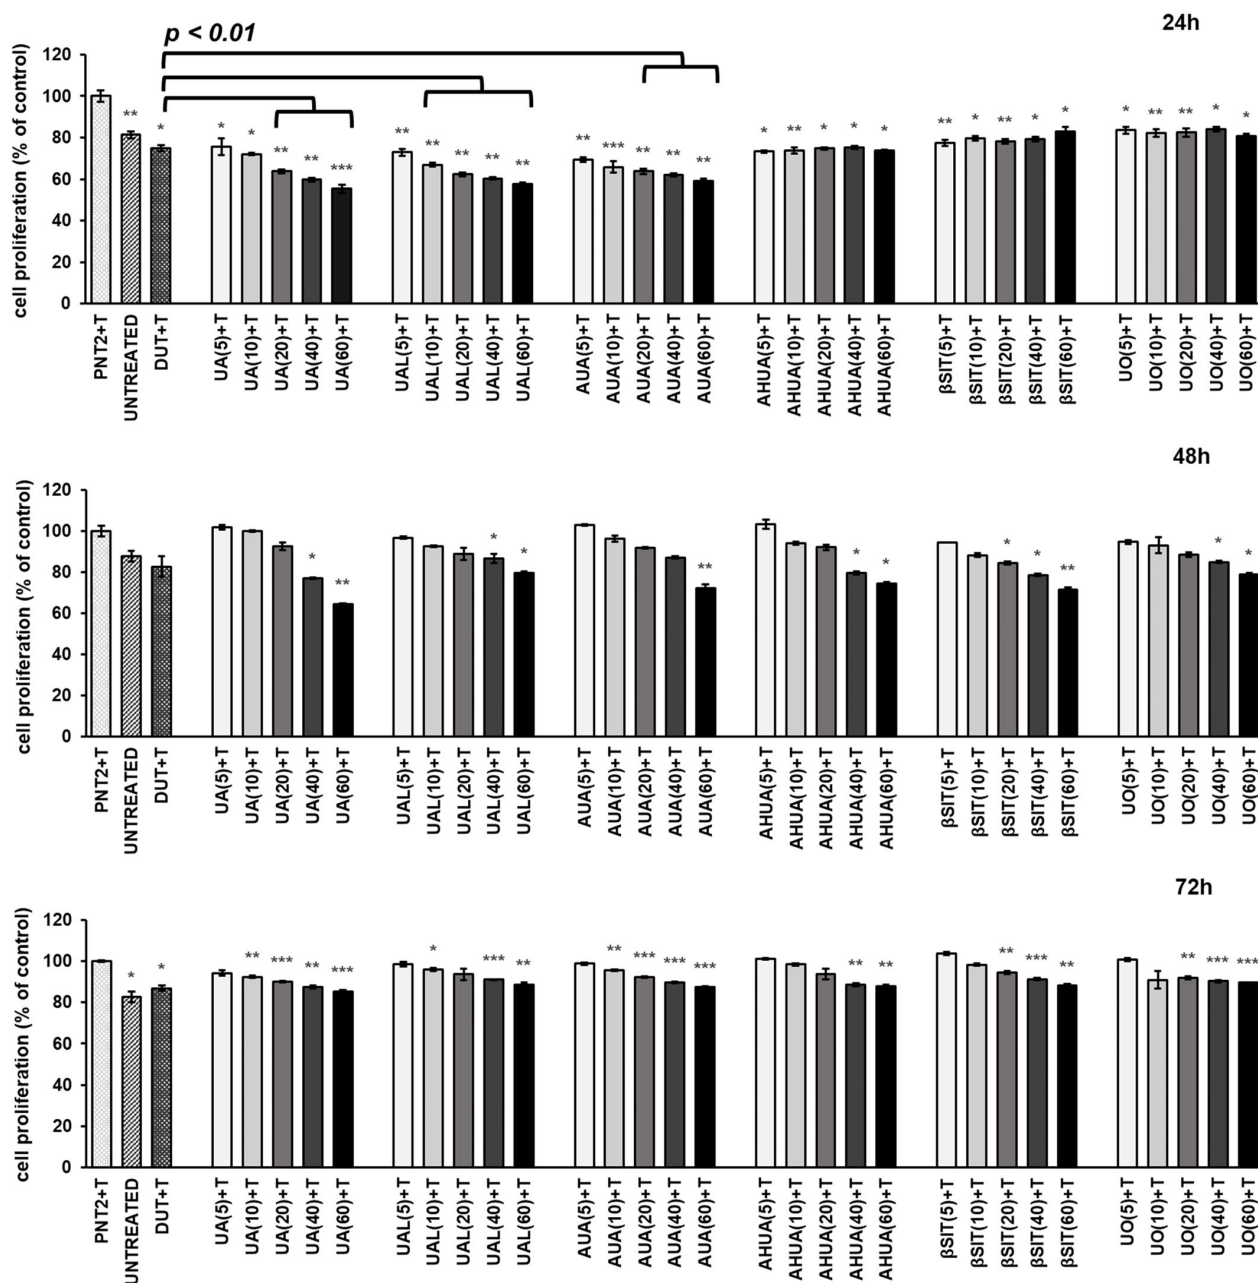 24h
p < 0.01
cell proliferation (% of control)
120
100
80
60
40
20
0
** * * * ** ** *** ** ** ** ** ** ** *** ** ** ** * ** * * * ** * ** * * * ** ** * *
PNT2+T UNTREATED DUT+T UA(5)+T UA(10)+T UA(20)+T UA(40)+T UA(60)+T UAL(5)+T UAL(10)+T UAL(20)+T UAL(40)+T UAL(60)+T AUA(5)+T AUA(10)+T AUA(20)+T AUA(40)+T AUA(60)+T AHUA(5)+T AHUA(10)+T AHUA(20)+T AHUA(40)+T AHUA(60)+T βSIT(5)+T βSIT(10)+T βSIT(20)+T βSIT(40)+T βSIT(60)+T UO(5)+T UO(10)+T UO(20)+T UO(40)+T UO(60)+T
48h
cell proliferation (% of control)
120
100
80
60
40
20
0
* ** * * ** * * * * ** * *
PNT2+T UNTREATED DUT+T UA(5)+T UA(10)+T UA(20)+T UA(40)+T UA(60)+T UAL(5)+T UAL(10)+T UAL(20)+T UAL(40)+T UAL(60)+T AUA(5)+T AUA(10)+T AUA(20)+T AUA(40)+T AUA(60)+T AHUA(5)+T AHUA(10)+T AHUA(20)+T AHUA(40)+T AHUA(60)+T βSIT(5)+T βSIT(10)+T βSIT(20)+T βSIT(40)+T βSIT(60)+T UO(5)+T UO(10)+T UO(20)+T UO(40)+T UO(60)+T
72h
cell proliferation (% of control)
120
100
80
60
40
20
0
* * ** *** ** *** * ** ** ** *** *** *** ** ** ** *** ** ** *** ***
PNT2+T UNTREATED DUT+T UA(5)+T UA(10)+T UA(20)+T UA(40)+T UA(60)+T UAL(5)+T UAL(10)+T UAL(20)+T UAL(40)+T UAL(60)+T AUA(5)+T AUA(10)+T AUA(20)+T AUA(40)+T AUA(60)+T AHUA(5)+T AHUA(10)+T AHUA(20)+T AHUA(40)+T AHUA(60)+T βSIT(5)+T βSIT(10)+T βSIT(20)+T βSIT(40)+T βSIT(60)+T UO(5)+T UO(10)+T UO(20)+T UO(40)+T UO(60)+T